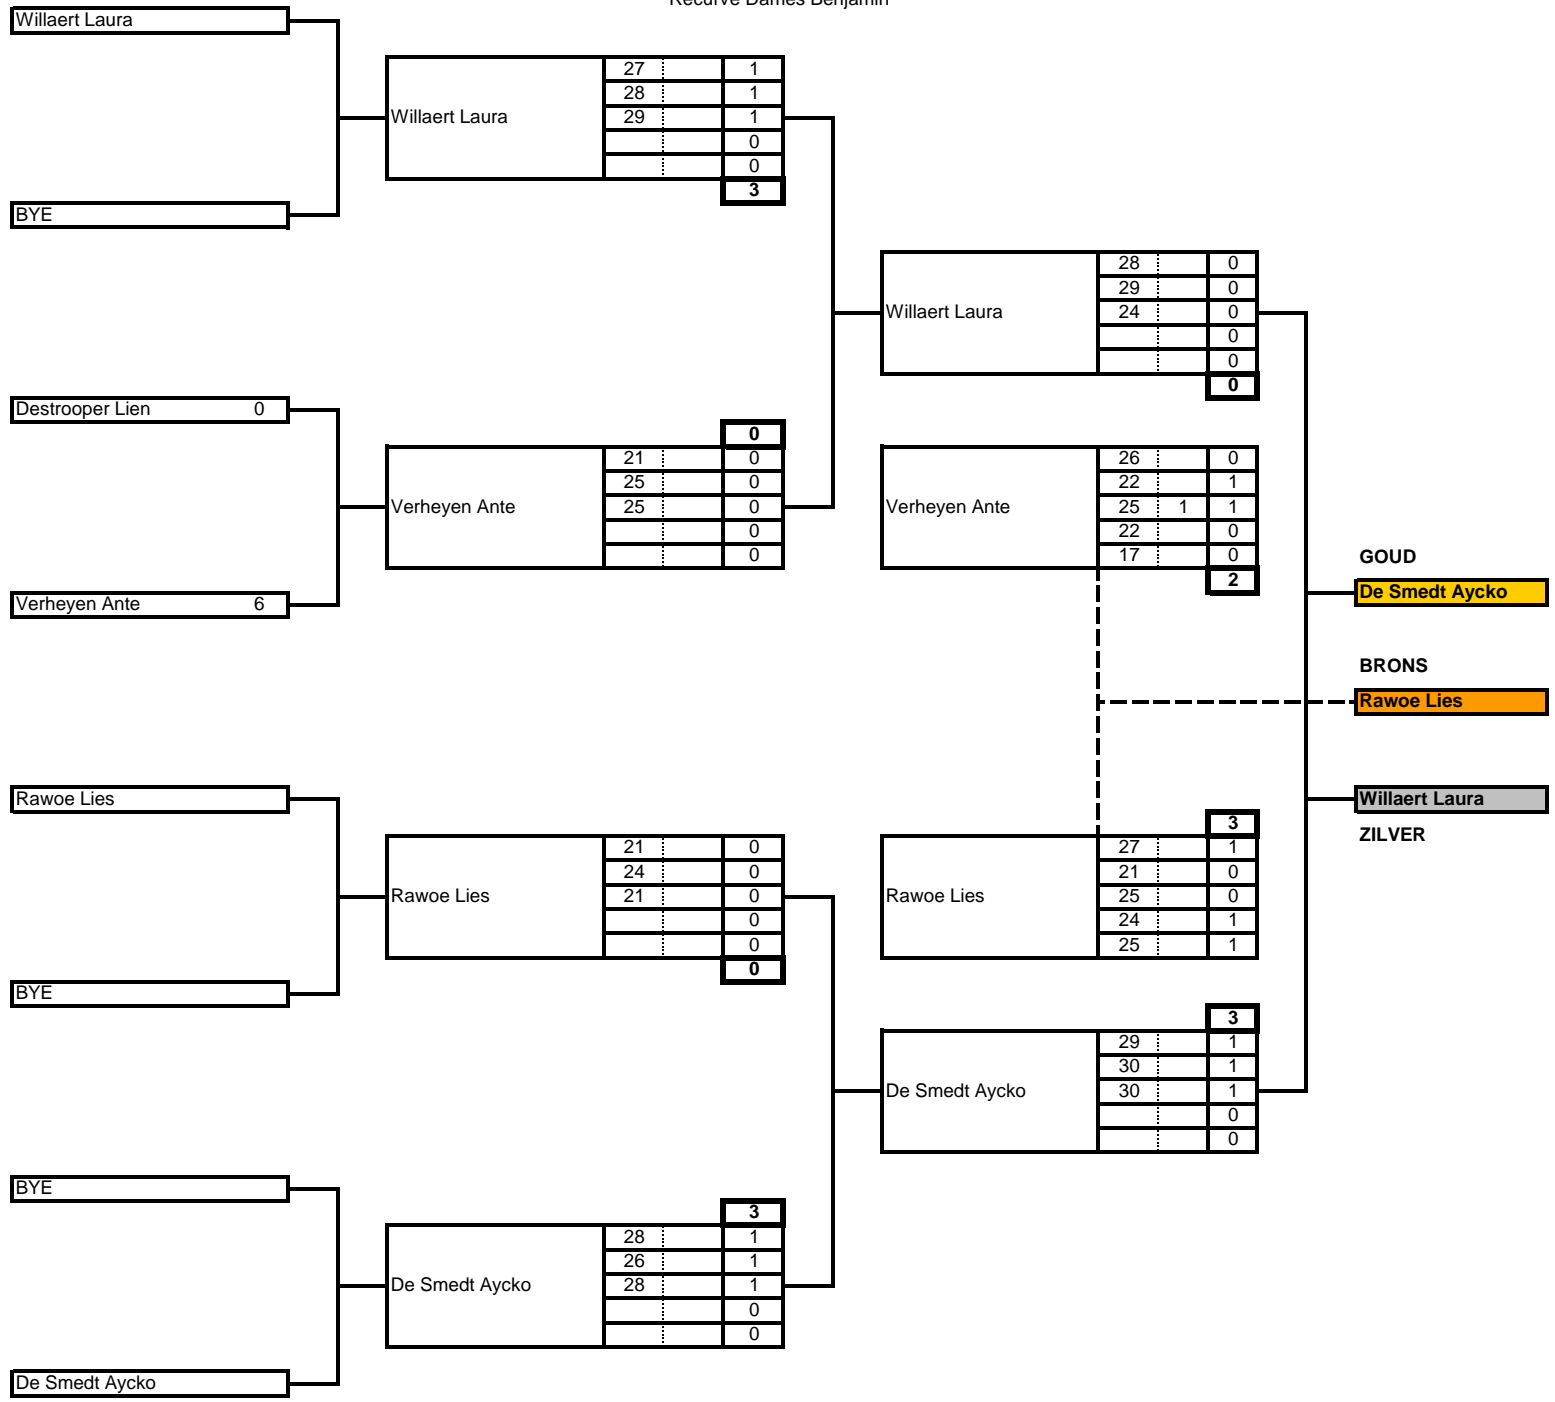 Recurve Dames Benjamin
Willaert Laura
BYE
Destrooper Lien 0
Verheyen Ante 6
Rawoe Lies
BYE
BYE
De Smedt Aycko
Willaert Laura
27 1
28 1
29 1
0
0
3
0
Verheyen Ante
21 0
25 0
25 0
0
0
Rawoe Lies
21 0
24 0
21 0
0
0
0
3
De Smedt Aycko
28 1
26 1
28 1
0
0
Willaert Laura
28 0
29 0
24 0
0
0
0
Verheyen Ante
26 0
22 1
25 1 1
22 0
17 0
2
3
Rawoe Lies
27 1
21 0
25 0
24 1
25 1
3
De Smedt Aycko
29 1
30 1
30 1
0
0
GOUD
De Smedt Aycko
BRONS
Rawoe Lies
Willaert Laura
ZILVER